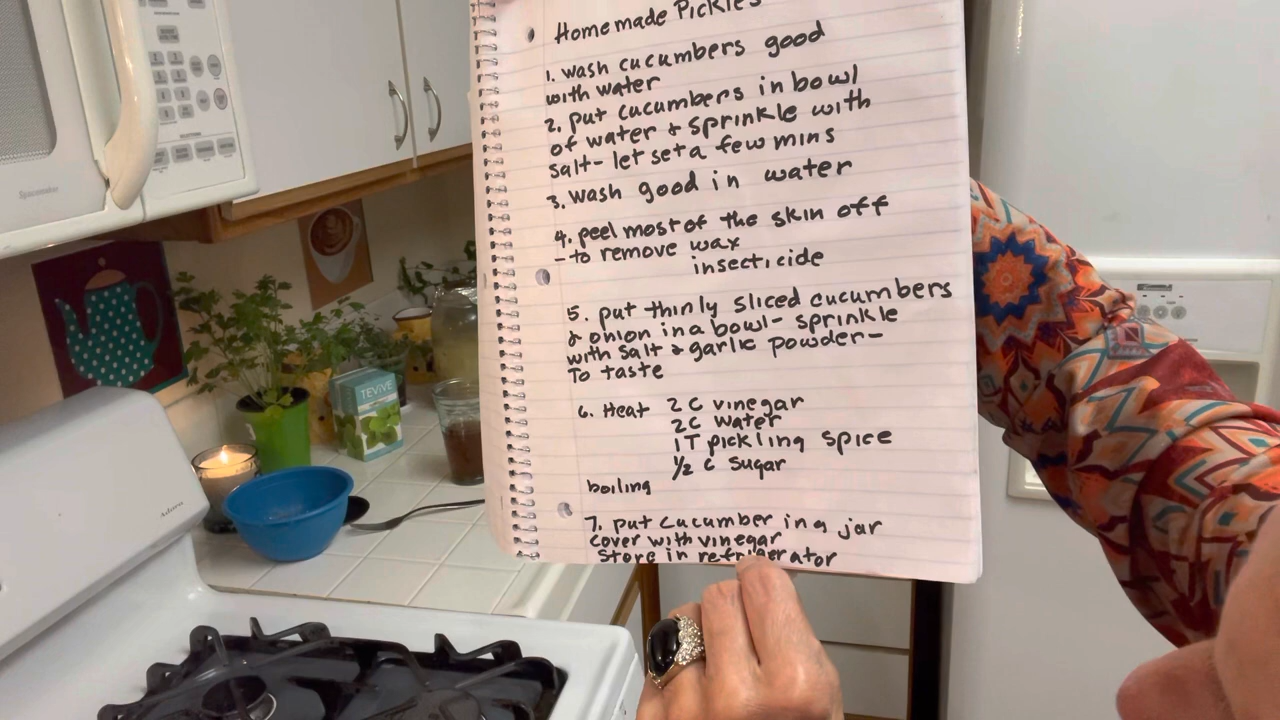 Homemade Pickles
1. wash cucumbers good
with water
2. put cucumbers in bowl
of water & sprinkle with
salt- let set a few mins
3. wash good in water
4. peel most of the skin off
- to remove wax
insecticide
5. put thinly sliced cucumbers
& onion in a bowl- sprinkle
with salt & garlic powder-
To taste
6. Heat 2 C vinegar
2C water
1T pickling spice
1/2 C sugar
boiling
7. put cucumber in a jar
cover with vinegar
store in refrigerator
Spacemaker
TEVIVE
Adora